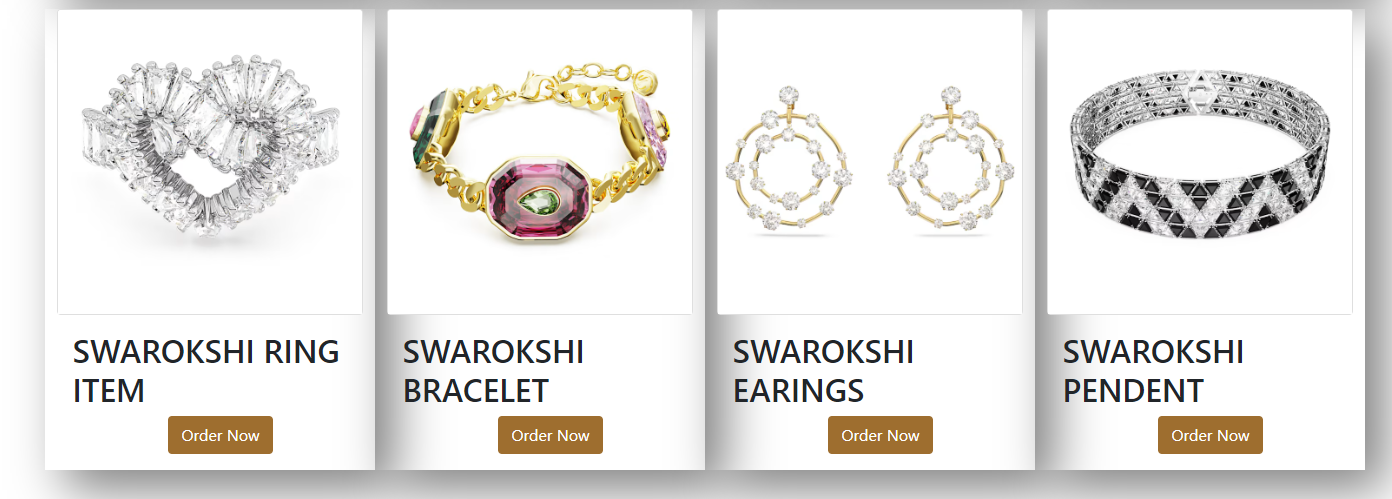 SWAROKSHI RING
ITEM
Order Now
SWAROKSHI
BRACELET
Order Now
SWAROKSHI
EARINGS
Order Now
SWAROKSHI
PENDENT
Order Now